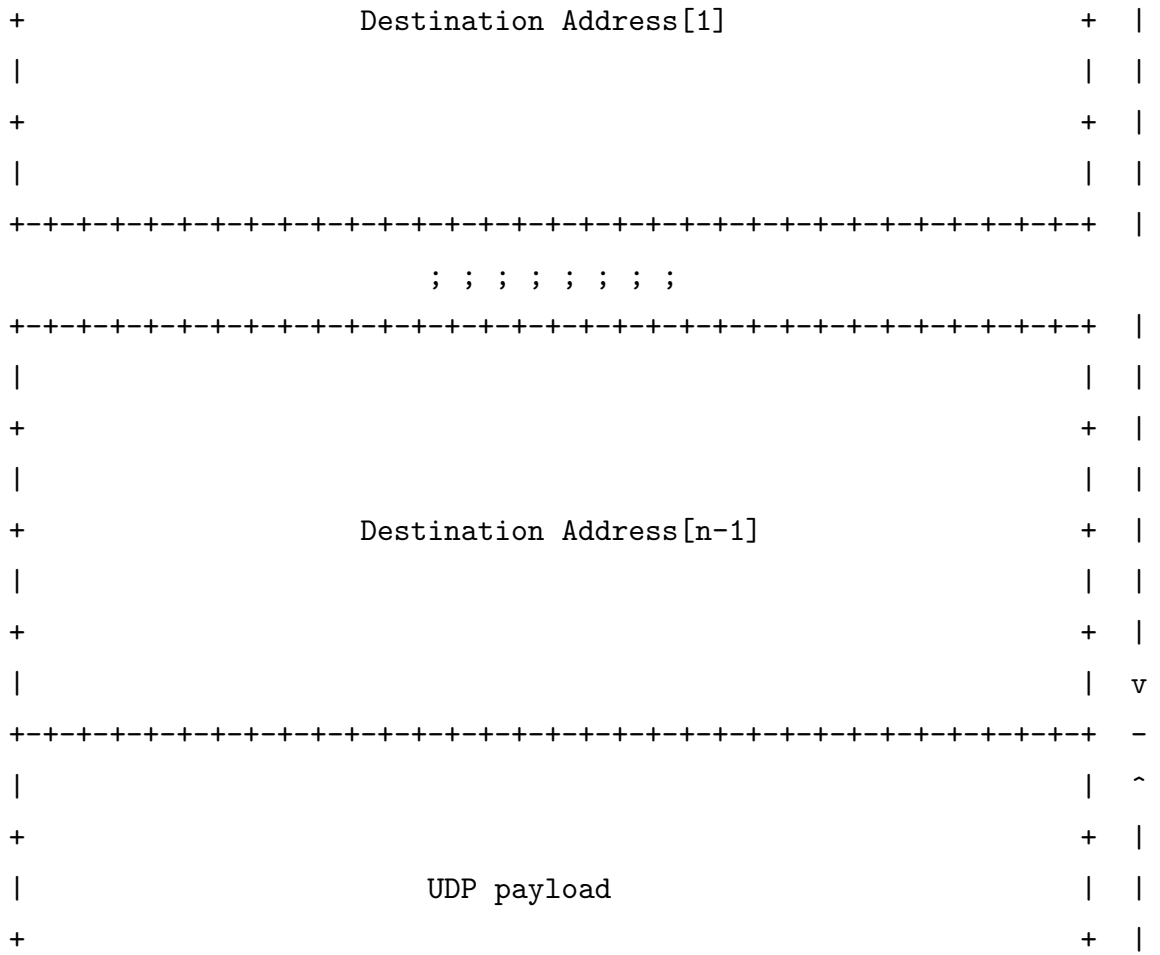 +                     Destination Address[1]                     +  |
|                                                                |  |
+                                                                +  |
|                                                                |  |
+-+-+-+-+-+-+-+-+-+-+-+-+-+-+-+-+-+-+-+-+-+-+-+-+-+-+-+-+-+-+-+-+  |
                         ; ; ; ; ; ; ; ;
+-+-+-+-+-+-+-+-+-+-+-+-+-+-+-+-+-+-+-+-+-+-+-+-+-+-+-+-+-+-+-+-+  |
|                                                                |  |
+                                                                +  |
|                                                                |  |
+                     Destination Address[n-1]                   +  |
|                                                                |  |
+                                                                +  |
|                                                                |  v
+-+-+-+-+-+-+-+-+-+-+-+-+-+-+-+-+-+-+-+-+-+-+-+-+-+-+-+-+-+-+-+-+  -
|                                                                |  ^
+                                                                +  |
|                         UDP payload                            |  |
+                                                                +  |